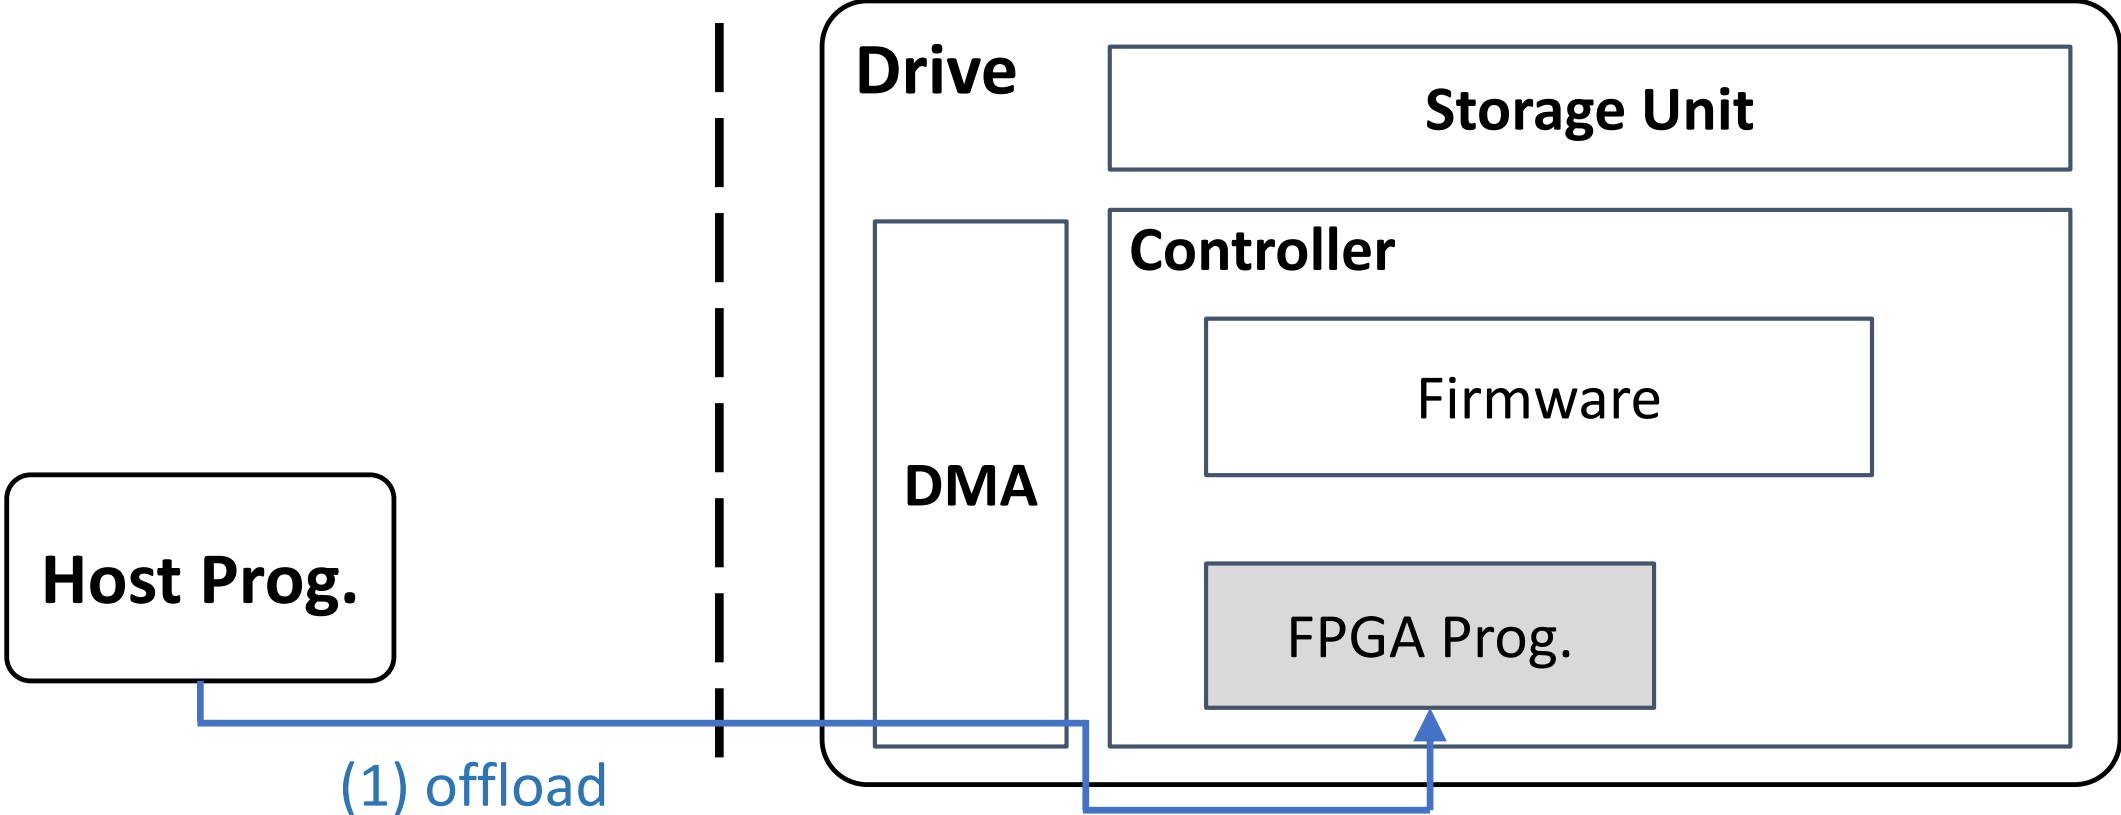 Drive
Storage Unit
Controller
Firmware
DMA
Host Prog.
FPGA Prog.
(1) offload